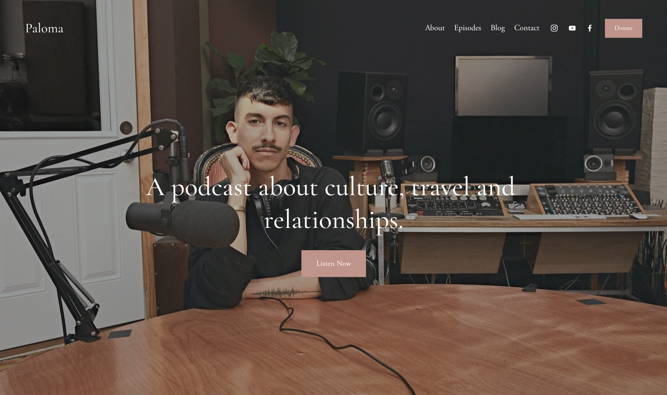 Paloma
About Episodes Blog Contact
Donate
A podcast about culture, travel and
relationships.
Listen Now